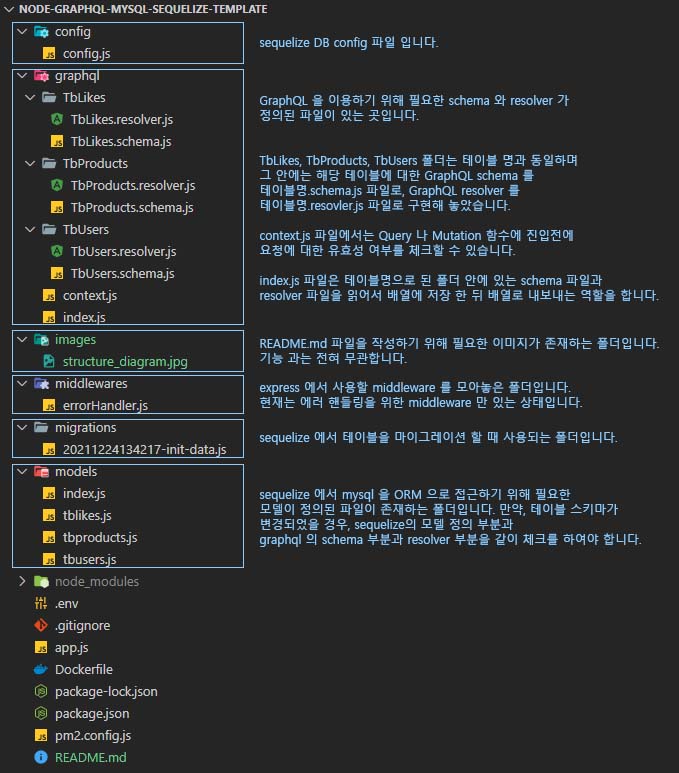 NODE-GRAPHQL-MYSQL-SEQUELIZE-TEMPLATE
config
config.js
sequelize DB config 파일 입니다.
graphql
TbLikes
TbLikes.resolver.js
TbLikes.schema.js
TbProducts
TbProducts.resolver.js
TbProducts.schema.js
TbUsers
TbUsers.resolver.js
TbUsers.schema.js
context.js
index.js
GraphQL 을 이용하기 위해 필요한 schema 와 resolver 가
정의된 파일이 있는 곳입니다.
TbLikes, TbProducts, TbUsers 폴더는 테이블 명과 동일하며
그 안에는 해당 테이블에 대한 GraphQL schema 를
테이블명.schema.js 파일로, GraphQL resolver 를
테이블명.resovler.js 파일로 구현해 놓았습니다.
context.js 파일에서는 Query 나 Mutation 함수에 진입전에
요청에 대한 유효성 여부를 체크할 수 있습니다.
index.js 파일은 테이블명으로 된 폴더 안에 있는 schema 파일과
resolver 파일을 읽어서 배열에 저장 한 뒤 배열로 내보내는 역할을 합니다.
images
structure_diagram.jpg
README.md 파일을 작성하기 위해 필요한 이미지가 존재하는 폴더입니다.
기능 과는 전혀 무관합니다.
middlewares
errorHandler.js
express 에서 사용할 middleware 를 모아놓은 폴더입니다.
현재는 에러 핸들링을 위한 middleware 만 있는 상태입니다.
migrations
20211224134217-init-data.js
sequelize 에서 테이블을 마이그레이션 할 때 사용되는 폴더입니다.
models
index.js
tblikes.js
tbproducts.js
tbusers.js
sequelize 에서 mysql 을 ORM 으로 접근하기 위해 필요한
모델이 정의된 파일이 존재하는 폴더입니다. 만약, 테이블 스키마가
변경되었을 경우, sequelize의 모델 정의 부분과
graphql 의 schema 부분과 resolver 부분을 같이 체크를 하여야 합니다.
node_modules
.env
.gitignore
app.js
Dockerfile
package-lock.json
package.json
pm2.config.js
README.md